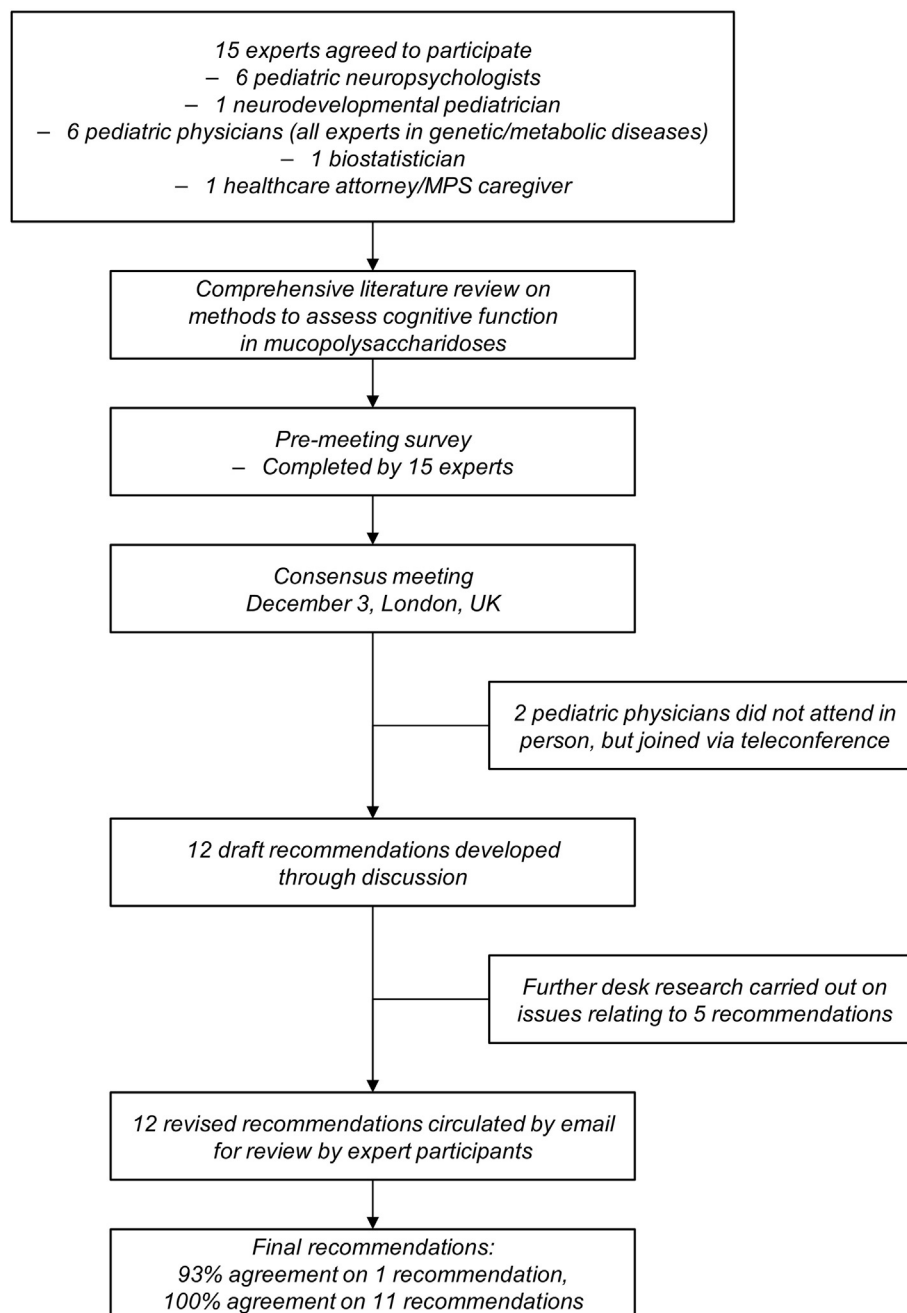 15 experts agreed to participate
– 6 pediatric neuropsychologists
– 1 neurodevelopmental pediatrician
– 6 pediatric physicians (all experts in genetic/metabolic diseases)
– 1 biostatistician
– 1 healthcare attorney/MPS caregiver
Comprehensive literature review on
methods to assess cognitive function
in mucopolysaccharidoses
Pre-meeting survey
– Completed by 15 experts
Consensus meeting
December 3, London, UK
2 pediatric physicians did not attend in
person, but joined via teleconference
12 draft recommendations developed
through discussion
Further desk research carried out on
issues relating to 5 recommendations
12 revised recommendations circulated by email
for review by expert participants
Final recommendations:
93% agreement on 1 recommendation,
100% agreement on 11 recommendations